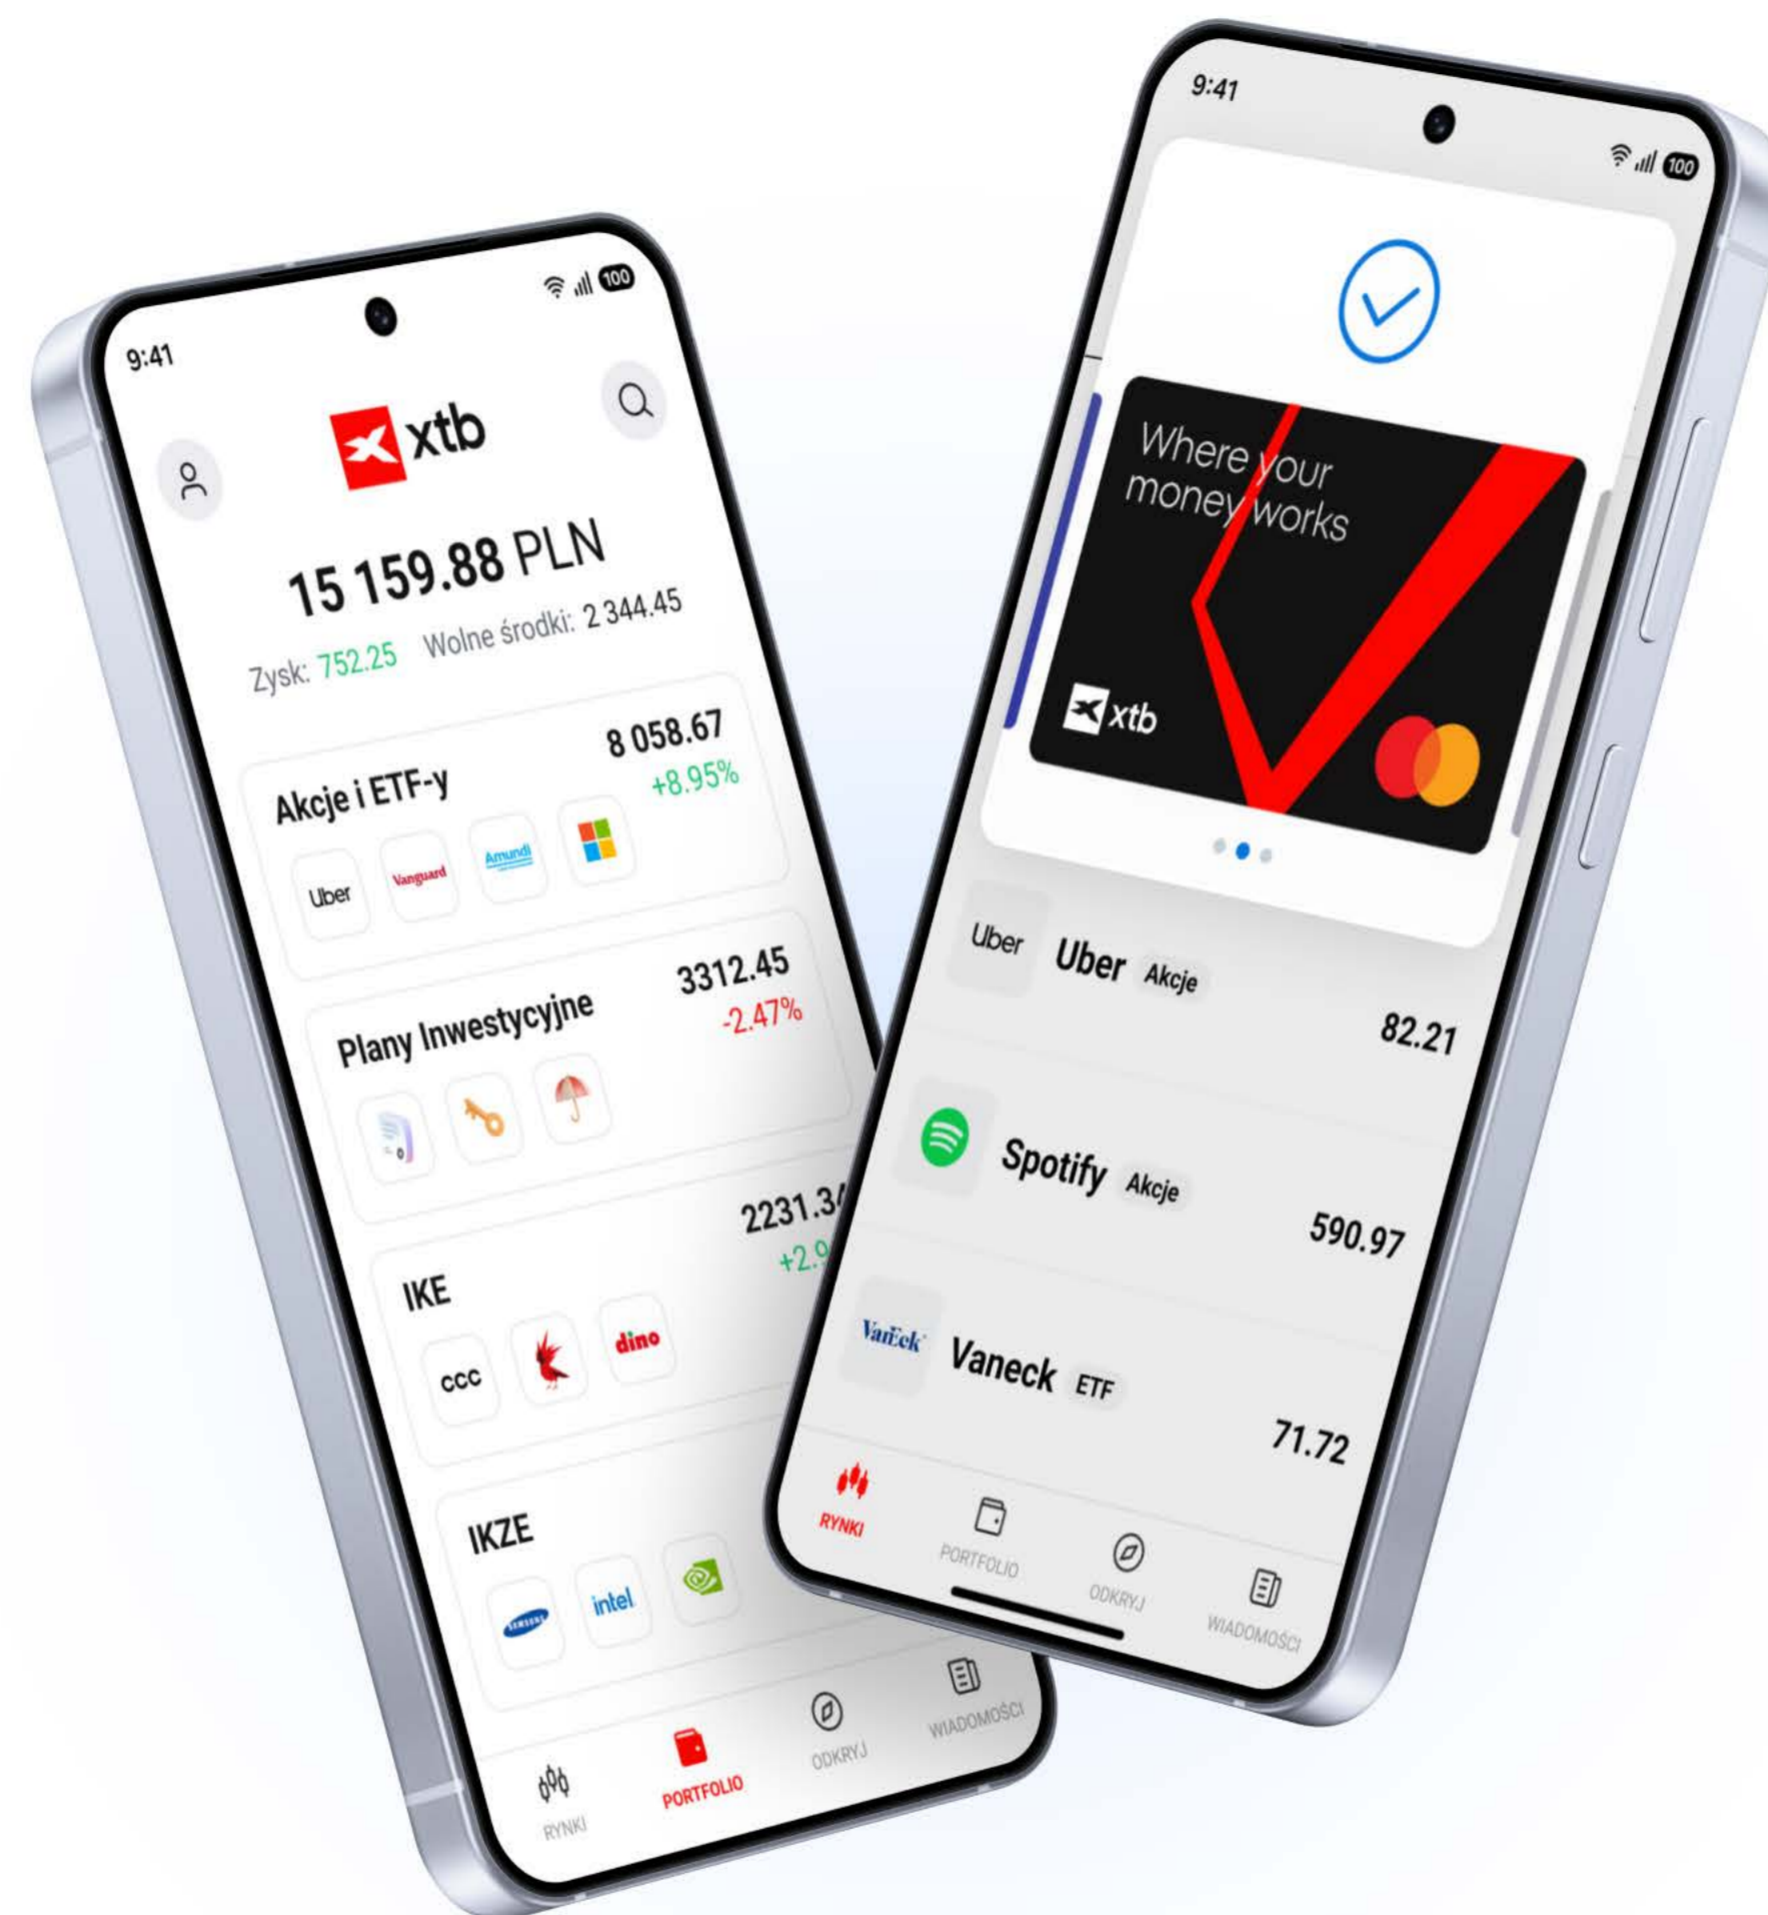 9:41
100
xtb
15 159.88 PLN
Zysk: 752.25 Wolne środki: 2 344.45
Akcje i ETF-y 8 058.67
+8.95%
Uber Vanguard Amundi
Plany Inwestycyjne 3312.45
-2.47%
IKE
ccc dino
IKZE
SAMSUNG intel
RYNKI PORTFOLIO ODKRYJ WIADOMOŚCI
9:41
100
Where your
money works
xtb
Uber Uber Akcje 82.21
Spotify Akcje 590.97
VanEck Vaneck ETF 71.72
RYNKI PORTFOLIO ODKRYJ WIADOMOŚCI